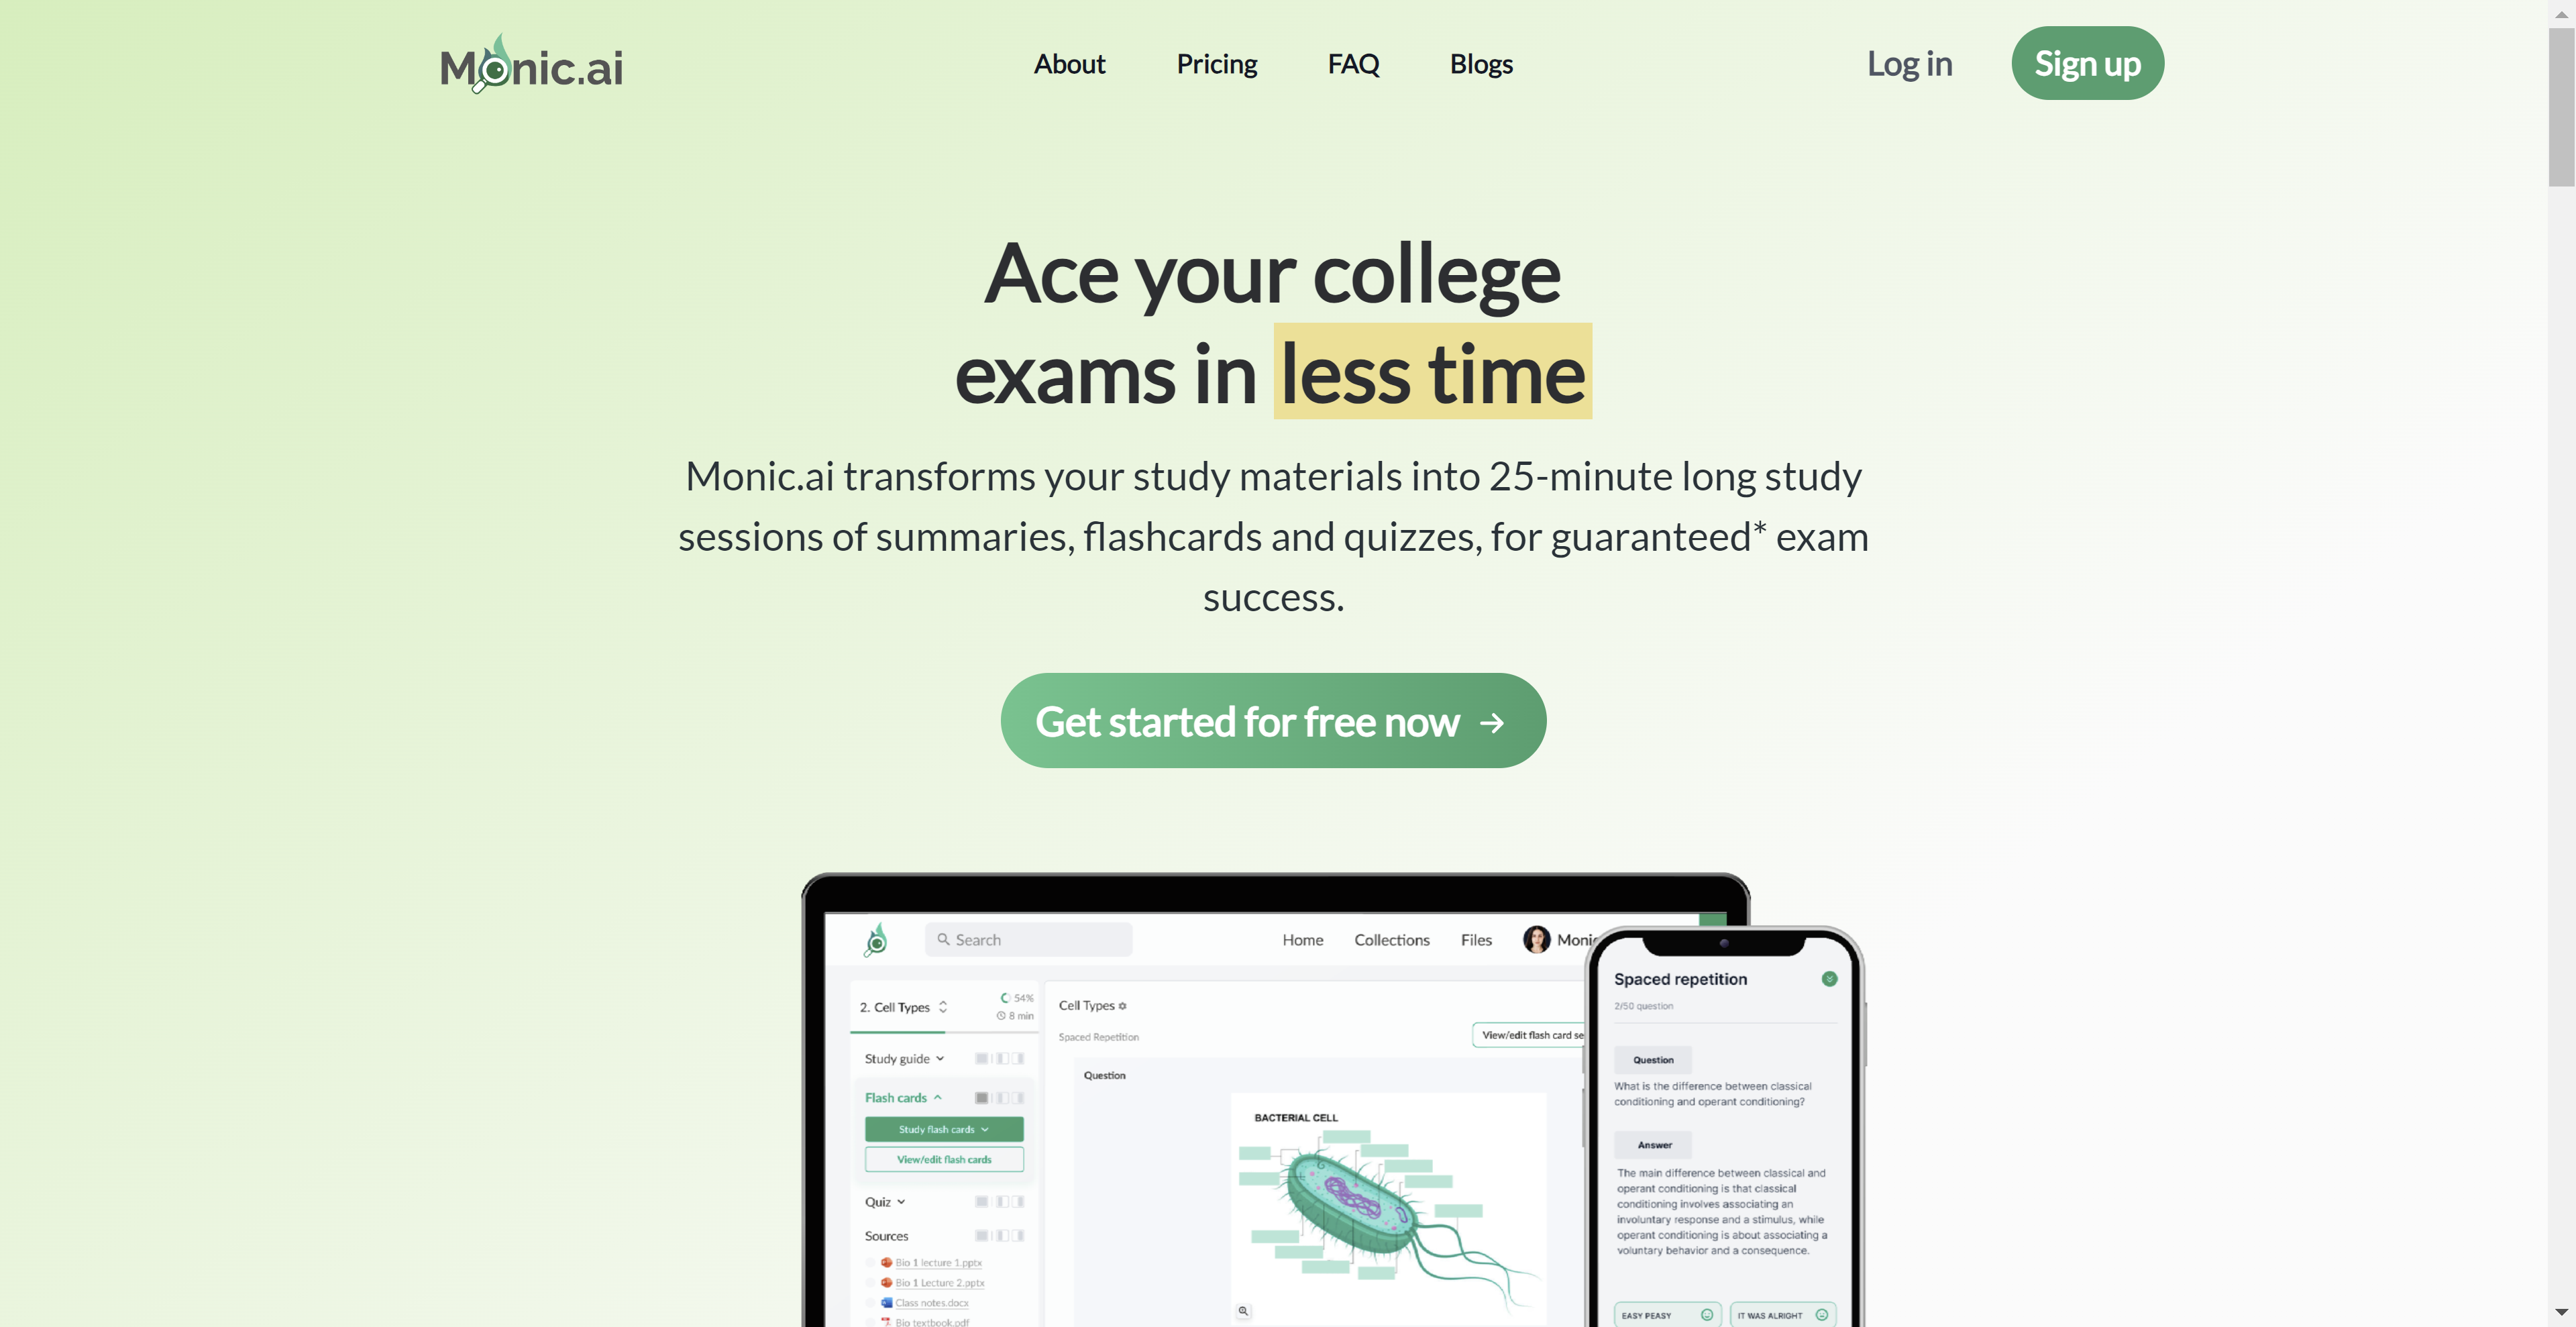 Monic.ai
About
Pricing
FAQ
Blogs
Log in
Sign up
Ace your college
exams in less time
Monic.ai transforms your study materials into 25-minute long study
sessions of summaries, flashcards and quizzes, for guaranteed* exam
success.
Get started for free now →
Search
Home
Collections
Files
2. Cell Types
54%
8 min
Study guide
Flash cards
Study flash cards
View/edit flash cards
Quiz
Sources
Bio 1 lecture 1.pptx
Bio 1 Lecture 2.pptx
Class notes.docx
Bio textbook.pdf
Cell Types
Spaced Repetition
View/edit flash card
Question
BACTERIAL CELL
Spaced repetition
2/50 question
Question
What is the difference between classical
conditioning and operant conditioning?
Answer
The main difference between classical and
operant conditioning is that classical
conditioning involves associating an
involuntary response and a stimulus, while
operant conditioning is about associating a
voluntary behavior and a consequence.
EASY PEASY
IT WAS ALRIGHT